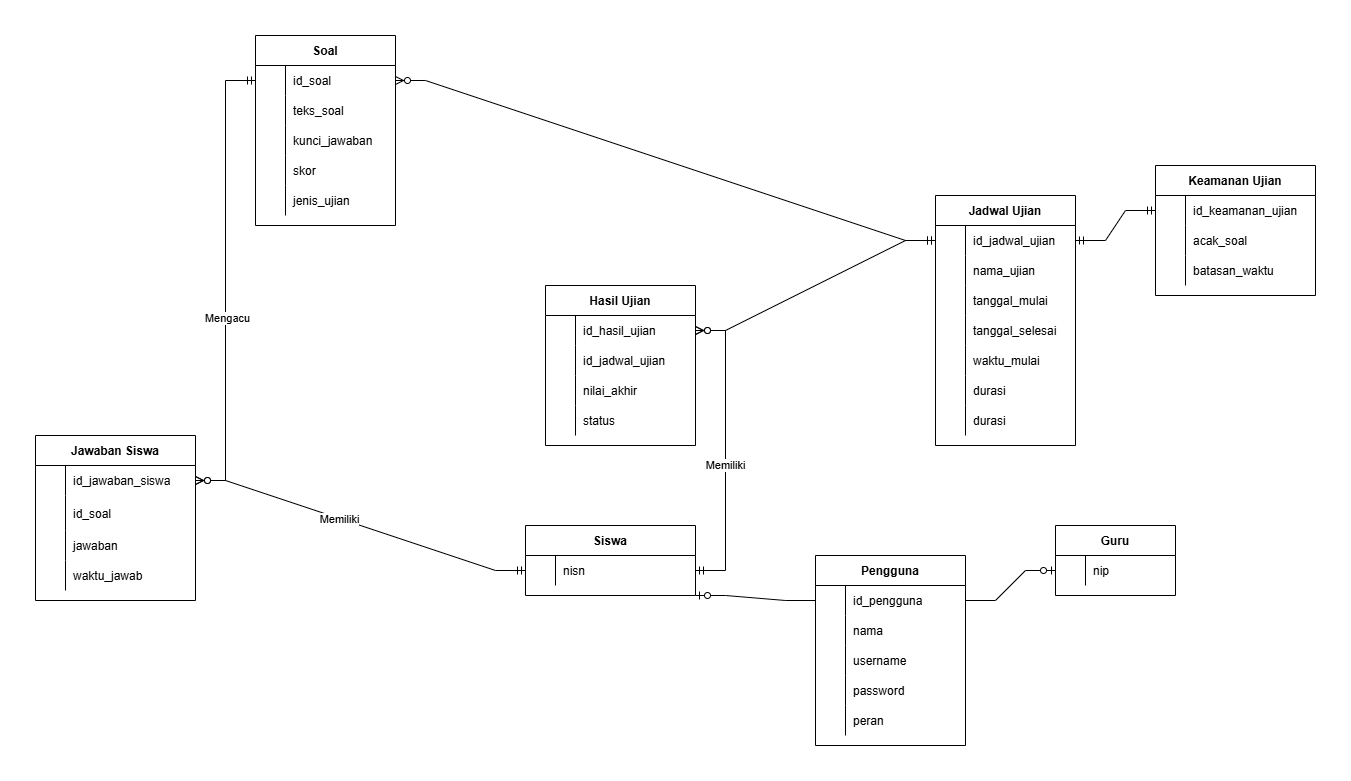 Soal
id_soal
teks_soal
kunci_jawaban
skor
jenis_ujian
Keamanan Ujian
id_keamanan_ujian
acak_soal
batasan_waktu
Jadwal Ujian
id_jadwal_ujian
nama_ujian
tanggal_mulai
tanggal_selesai
waktu_mulai
durasi
durasi
Hasil Ujian
id_hasil_ujian
id_jadwal_ujian
nilai_akhir
status
Mengacu
Jawaban Siswa
id_jawaban_siswa
id_soal
jawaban
waktu_jawab
Memiliki
Memiliki
Siswa
nisn
Pengguna
id_pengguna
nama
username
password
peran
Guru
nip